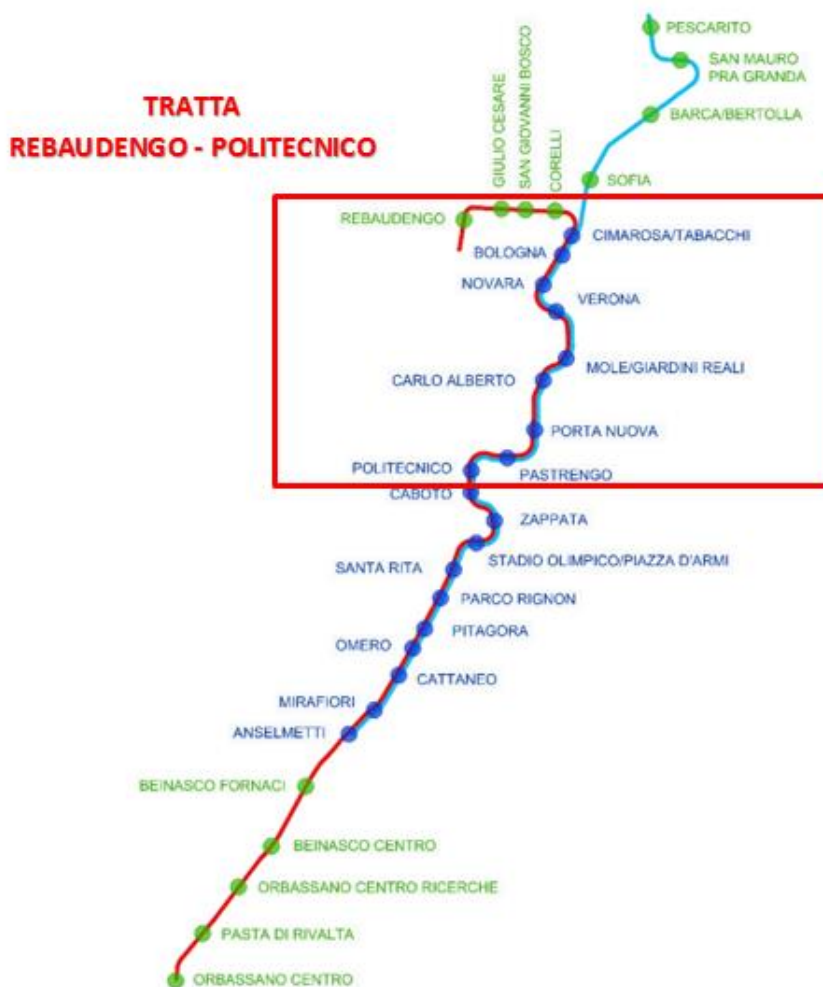 TRATTA
REBAUDENGO - POLITECNICO
PESCARITO
SAN MAURO
PRA GRANDA
BARCA/BERTOLLA
SOFIA
GIULIO CESARE
SAN GIOVANNI BOSCO
CORELLI
REBAUDENGO
CIMAROSA/TABACCHI
BOLOGNA
NOVARA
VERONA
MOLE/GIARDINI REALI
CARLO ALBERTO
PORTA NUOVA
POLITECNICO
PASTRENGO
CABOTO
ZAPPATA
STADIO OLIMPICO/PIAZZA D'ARMI
SANTA RITA
PARCO RIGNON
PITAGORA
OMERO
CATTANEO
MIRAFIORI
ANSELMETTI
BEINASCO FORNACI
BEINASCO CENTRO
ORBASSANO CENTRO RICERCHE
PASTA DI RIVALTA
ORBASSANO CENTRO